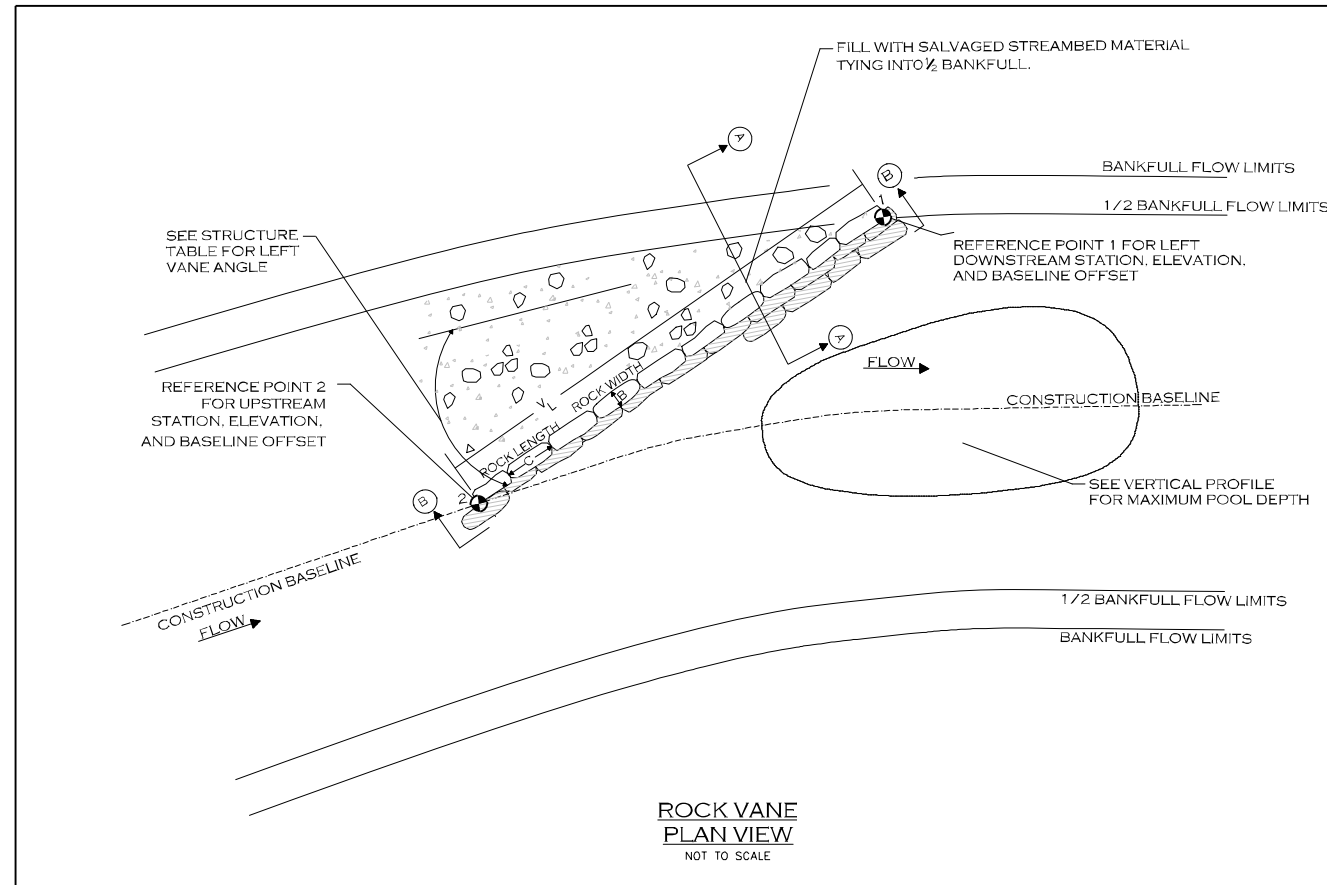 FILL WITH SALVAGED STREAMBED MATERIAL
TYING INTO ½ BANKFULL.
A
BANKFULL FLOW LIMITS
B
1
1/2 BANKFULL FLOW LIMITS
SEE STRUCTURE
TABLE FOR LEFT
VANE ANGLE
REFERENCE POINT 1 FOR LEFT
DOWNSTREAM STATION, ELEVATION,
AND BASELINE OFFSET
A
FLOW
REFERENCE POINT 2
FOR UPSTREAM
STATION, ELEVATION,
AND BASELINE OFFSET
VL
ROCK WIDTH
B
CONSTRUCTION BASELINE
ROCK LENGTH
C
SEE VERTICAL PROFILE
FOR MAXIMUM POOL DEPTH
B
2
CONSTRUCTION BASELINE
FLOW
1/2 BANKFULL FLOW LIMITS
BANKFULL FLOW LIMITS
ROCK VANE
PLAN VIEW
NOT TO SCALE